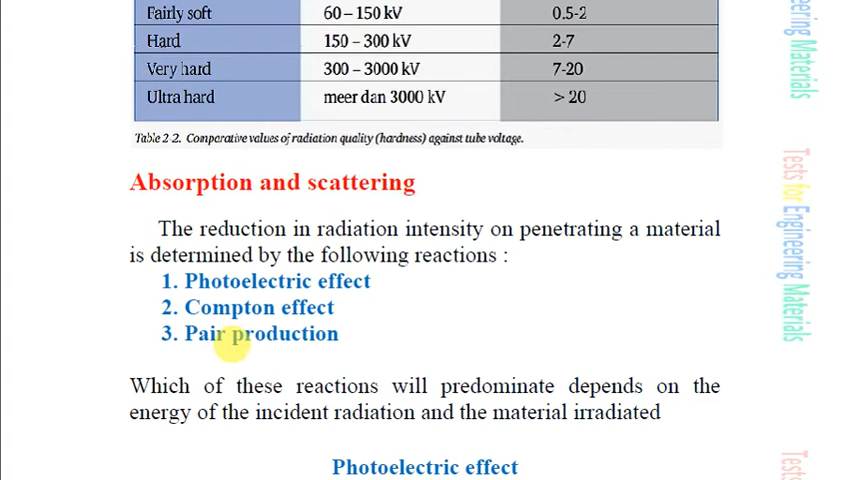 Fairly soft 60 – 150 kV 0.5-2
Hard 150 – 300 kV 2-7
Very hard 300 – 3000 kV 7-20
Ultra hard meer dan 3000 kV > 20
Table 2-2. Comparative values of radiation quality (hardness) against tube voltage.
Absorption and scattering
The reduction in radiation intensity on penetrating a material
is determined by the following reactions :
1. Photoelectric effect
2. Compton effect
3. Pair production
Which of these reactions will predominate depends on the
energy of the incident radiation and the material irradiated
Photoelectric effect
eering Materials
Tests for Engineering Materials
Tests